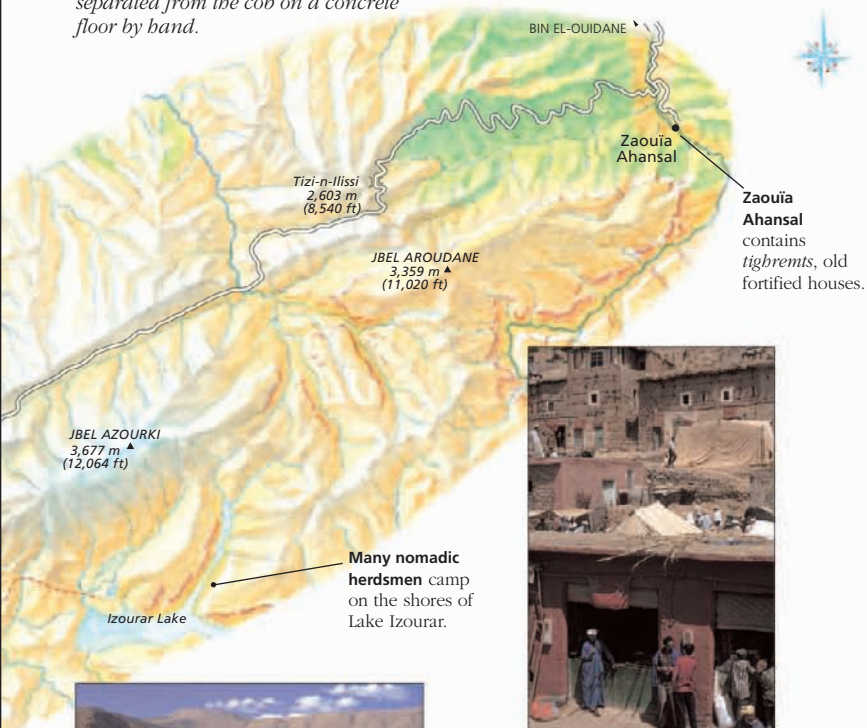 separated from the cob on a concrete
floor by hand.
BIN EL-OUIDANE
Zaouïa
Ahansal
Tizi-n-Ilissi
2,603 m
(8,540 ft)
Zaouïa
Ahansal
contains
tighremts, old
fortified houses.
JBEL AROUDANE
3,359 m
(11,020 ft)
JBEL AZOURKI
3,677 m
(12,064 ft)
Many nomadic
herdsmen camp
on the shores of
Lake Izourar.
Izourar Lake